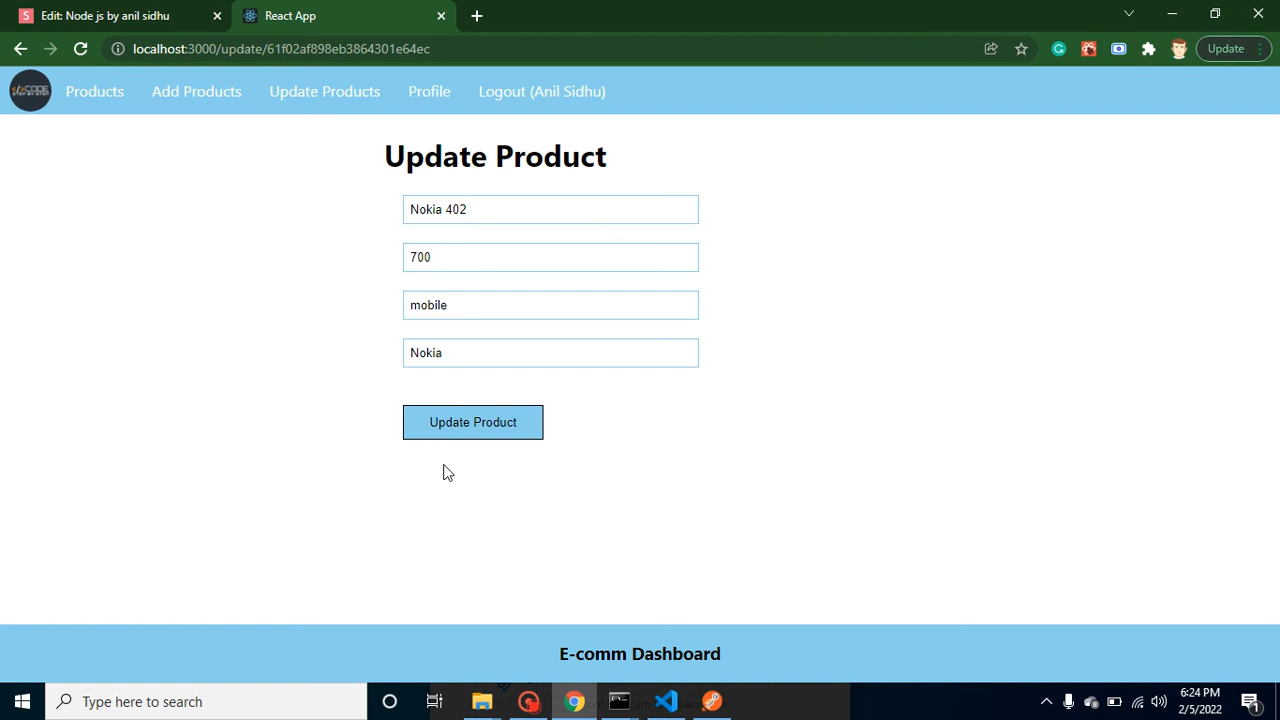 S Edit: Node js by anil sidhu
React App
localhost:3000/update/61f02af898eb3864301e64ec
Update
CODE
Products
Add Products
Update Products
Profile
Logout (Anil Sidhu)
Update Product
Nokia 402
700
mobile
Nokia
Update Product
E-comm Dashboard
Type here to search
6:24 PM
2/5/2022
1